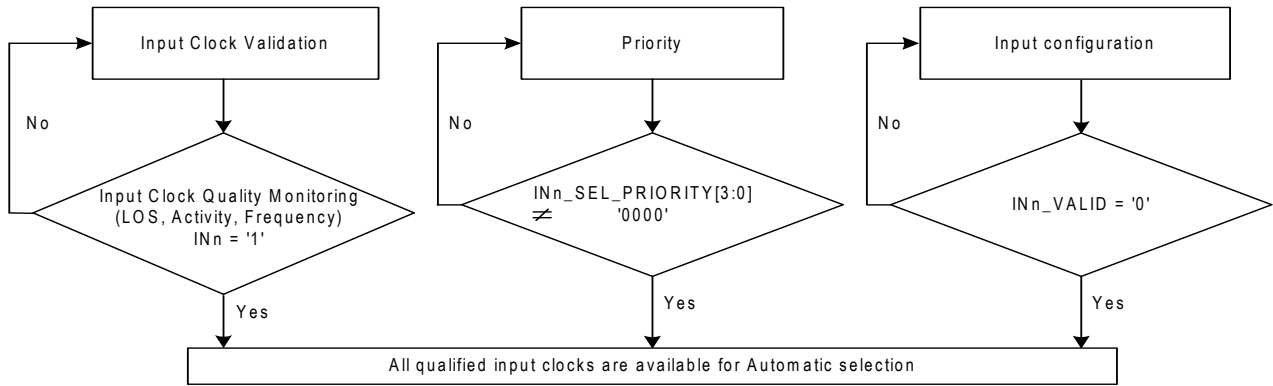 Input Clock Validation
Priority
Input configuration
No
No
No
Input Clock Quality Monitoring
(LOS, Activity, Frequency)
INn = '1'
INn_SEL_PRIORITY[3:0]
≠ '0000'
INn_VALID = '0'
Yes
Yes
Yes
All qualified input clocks are available for Automatic selection